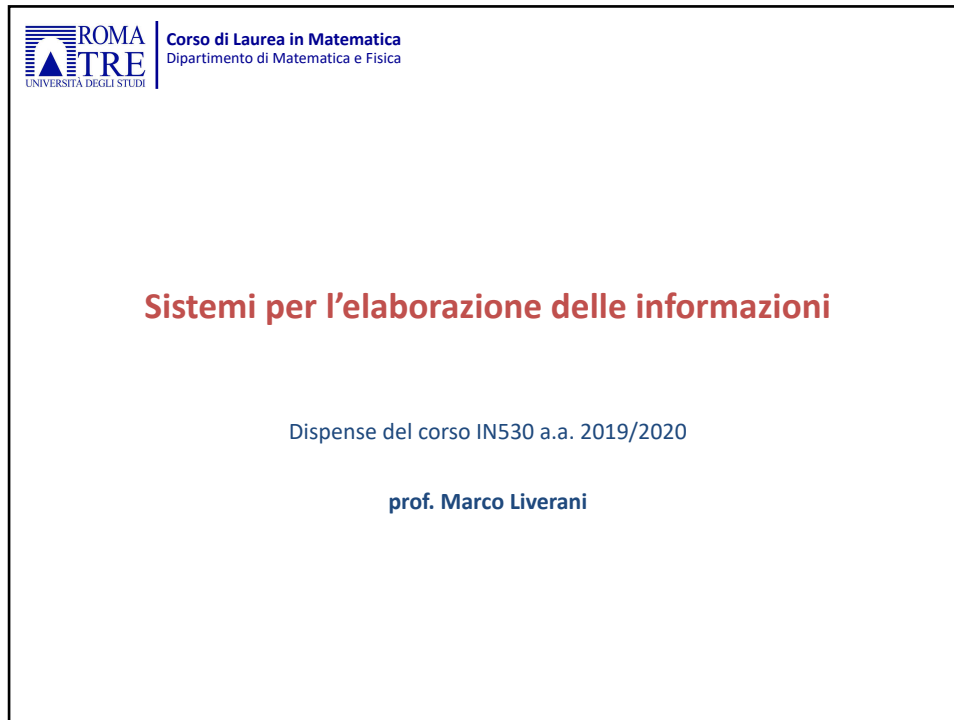 ROMA
TRE
UNIVERSITÀ DEGLI STUDI
Corso di Laurea in Matematica
Dipartimento di Matematica e Fisica
Sistemi per l’elaborazione delle informazioni
Dispense del corso IN530 a.a. 2019/2020
prof. Marco Liverani